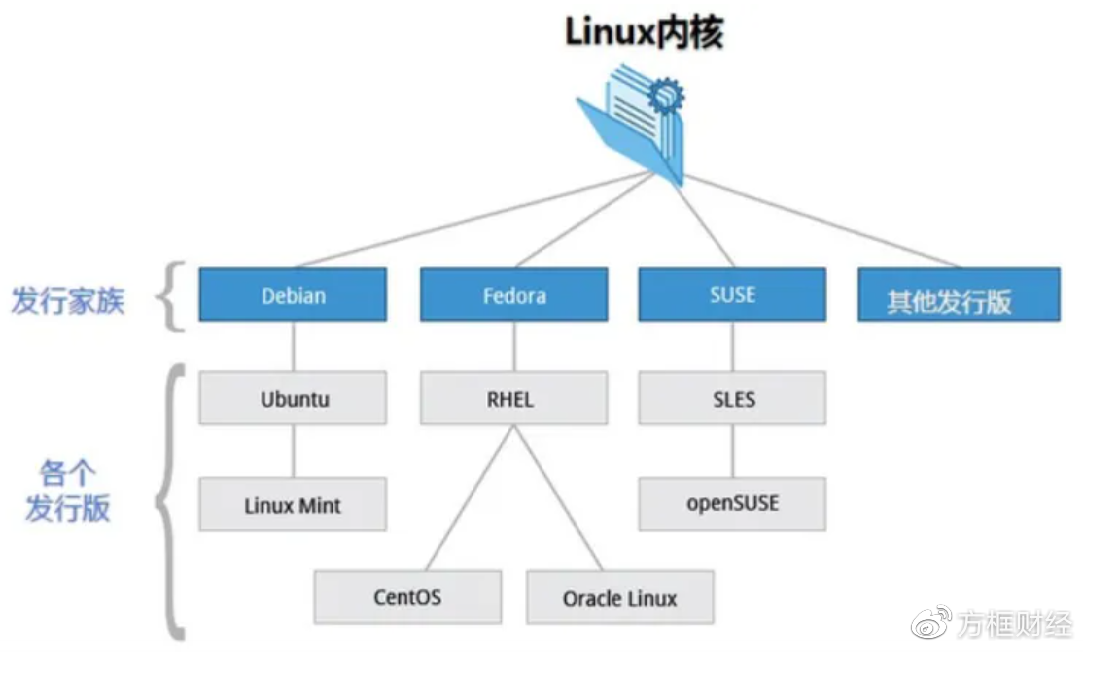 Linux内核
发行家族
Debian
Fedora
SUSE
其他发行版
各个
发行版
Ubuntu
RHEL
SLES
Linux Mint
openSUSE
CentOS
Oracle Linux
方框财经